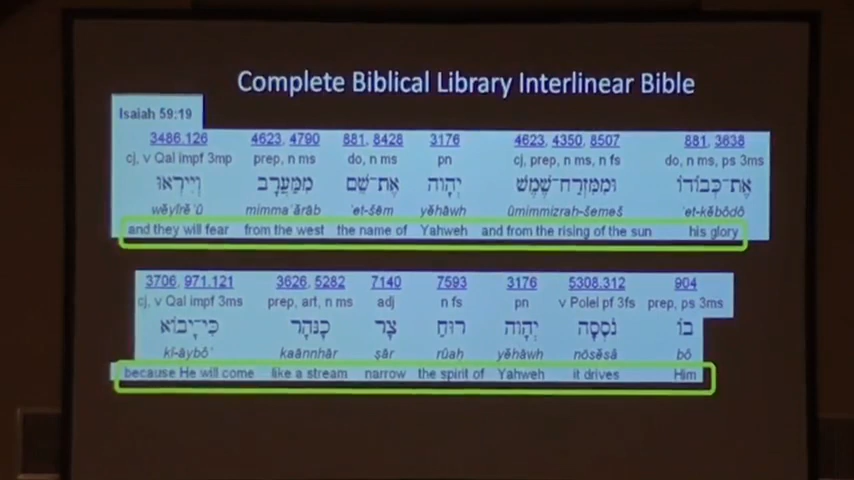 Complete Biblical Library Interlinear Bible
Isaiah 59:19
3486.126 4623, 4790 881, 8428 3176 4623, 4350, 8507 881, 3638
cj, v Qal impf 3mp prep, n ms do, n ms pn cj, prep, n ms, n fs do, n ms, ps 3ms
וְיִירְאוּ מִמַּעֲרָב אֶת־שֵׁם יְהוָה וּמִמִּזְרַח־שֶׁמֶשׁ אֶת־כְּבוֹדוֹ
wĕyîrĕ'û mimma'ărāb 'et-šēm yĕhāwh ûmimmizraḥ-šemeš 'et-kĕbôdô
and they will fear from the west the name of Yahweh and from the rising of the sun his glory
3706, 971.121 3626, 5282 7140 7593 3176 5308.312 904
cj, v Qal impf 3ms prep, art, n ms adj n fs pn v Polel pf 3fs prep, ps 3ms
כִּי־יָבוֹא כַנָּהָר צָר רוּחַ יְהוָה נֹסְסָה בוֹ
kî-āybô' kaānnhār ṣār rûaḥ yĕhāwh nōsĕsâ bô
because He will come like a stream narrow the spirit of Yahweh it drives Him